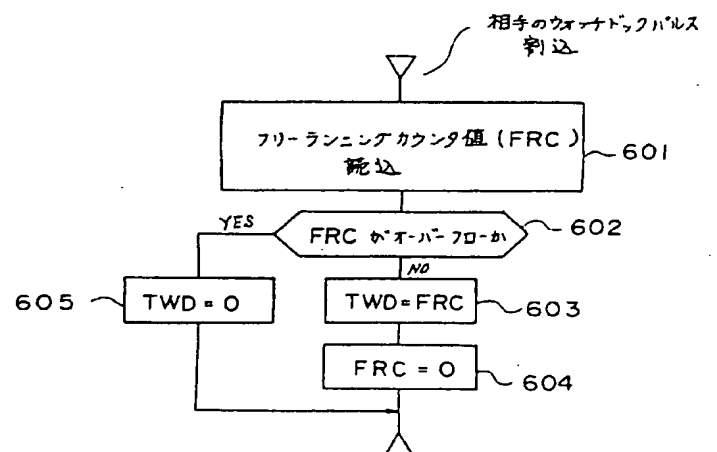 相手のウォッチドックパルス
割込
フリーランニングカウンタ値(FRC)
読込
601
YES
FRCがオーバーフローか
602
NO
605
TWD=0
TWD=FRC
603
FRC=0
604